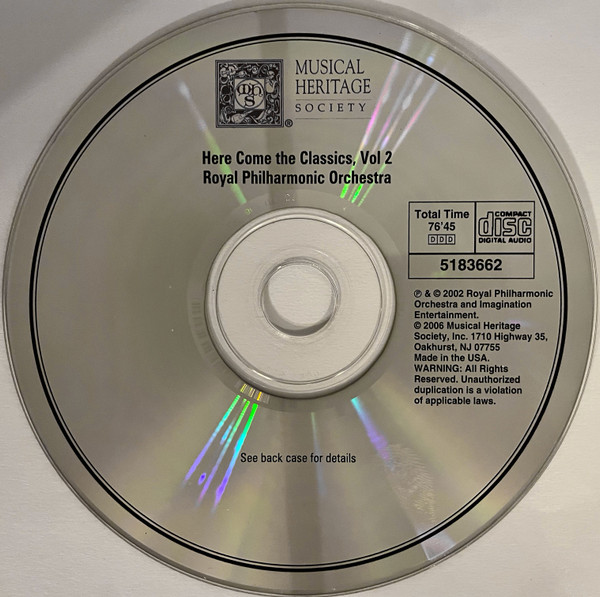 MUSICAL
HERITAGE
SOCIETY
MHS
®
Here Come the Classics, Vol 2
Royal Philharmonic Orchestra
Total Time
76'45
DDD
COMPACT
disc
DIGITAL AUDIO
5183662
℗ & © 2002 Royal Philharmonic
Orchestra and Imagination
Entertainment.
© 2006 Musical Heritage
Society, Inc. 1710 Highway 35,
Oakhurst, NJ 07755
Made in the USA.
WARNING: All Rights
Reserved. Unauthorized
duplication is a violation
of applicable laws.
See back case for details